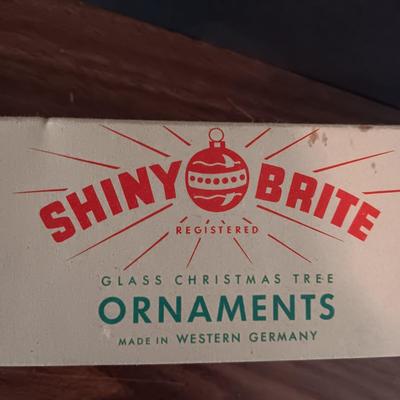 SHINY BRITE
REGISTERED
GLASS CHRISTMAS TREE
ORNAMENTS
MADE IN WESTERN GERMANY